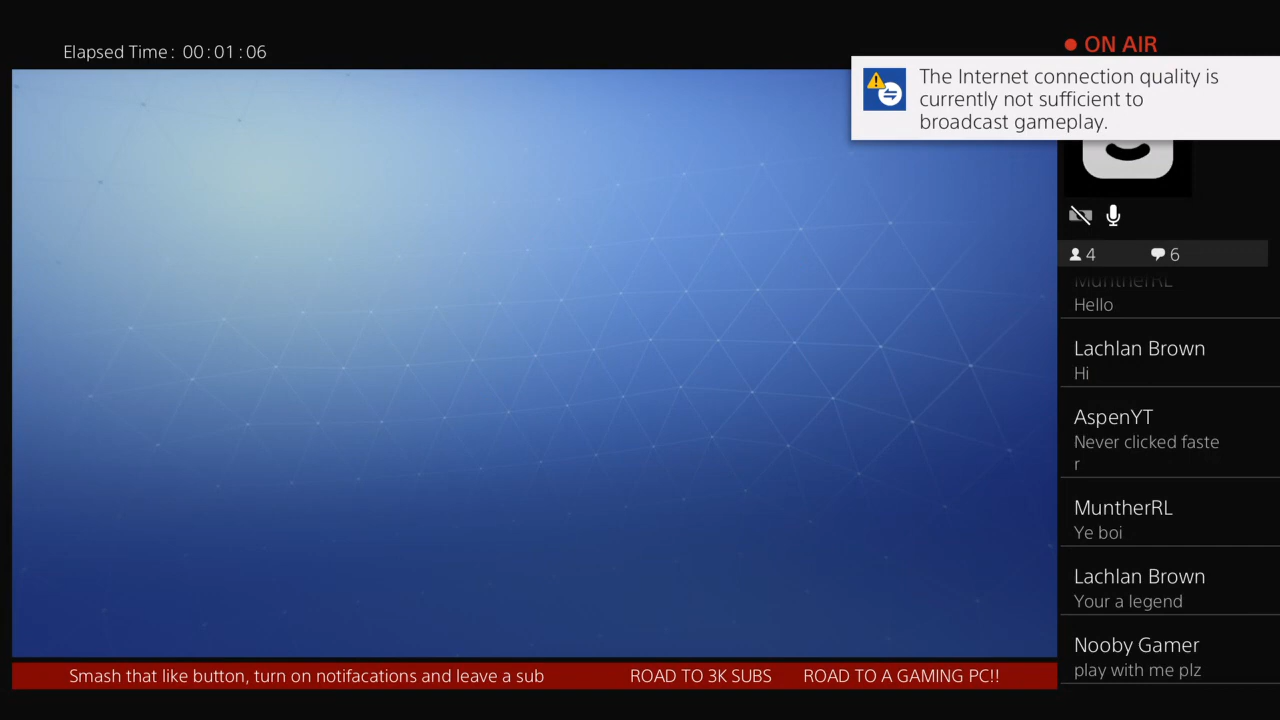 Elapsed Time: 00:01:06
ON AIR
The Internet connection quality is
currently not sufficient to
broadcast gameplay.
4 6
MuntherRL
Hello
Lachlan Brown
Hi
AspenYT
Never clicked faste
r
MuntherRL
Ye boi
Lachlan Brown
Your a legend
Nooby Gamer
play with me plz
Smash that like button, turn on notifacations and leave a sub ROAD TO 3K SUBS ROAD TO A GAMING PC!!